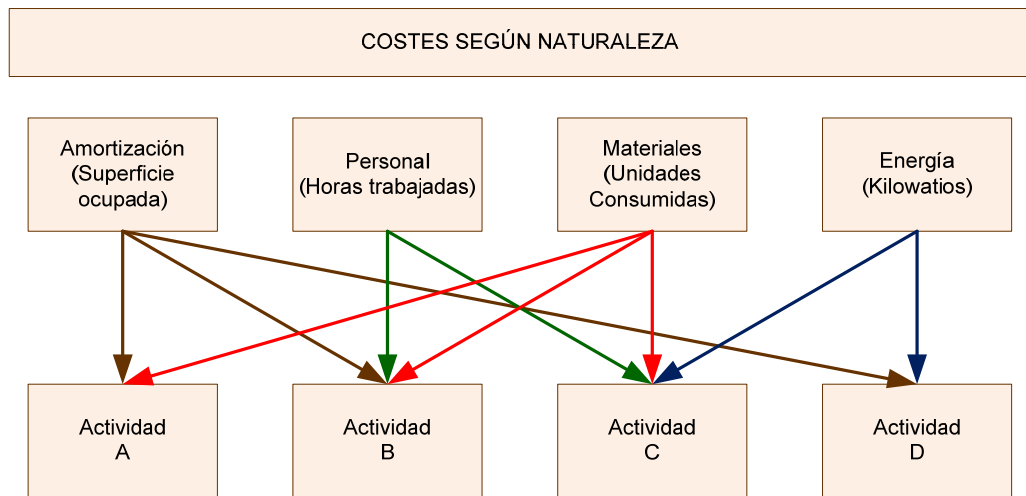 COSTES SEGÚN NATURALEZA
Amortización
(Superficie
ocupada)
Personal
(Horas trabajadas)
Materiales
(Unidades
Consumidas)
Energía
(Kilowatios)
Actividad
A
Actividad
B
Actividad
C
Actividad
D